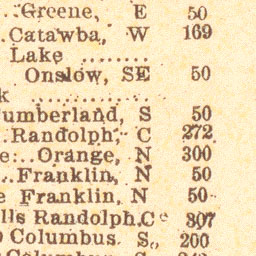 ..Greene, E 50
.Catawba, W 169
Lake ........
Onslow, SE 50
k ................
umberland, S 50
..Randolph, C 272
e...Orange, N 300
..Franklin, N 50
e Franklin, N 50
lls Randolph C e 307
Columbus S, 200